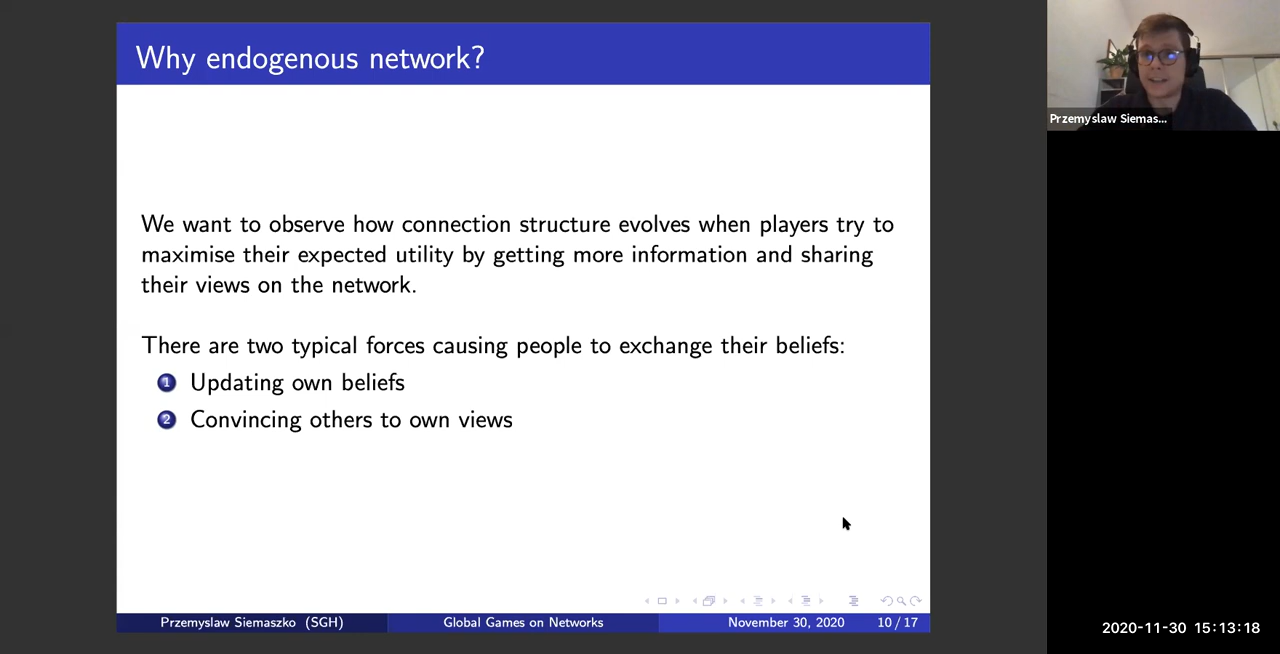 Why endogenous network?
We want to observe how connection structure evolves when players try to
maximise their expected utility by getting more information and sharing
their views on the network.
There are two typical forces causing people to exchange their beliefs:
1 Updating own beliefs
2 Convincing others to own views
Przemyslaw Siemaszko (SGH) Global Games on Networks November 30, 2020 10 / 17
Przemyslaw Siemas...
2020-11-30 15:13:18